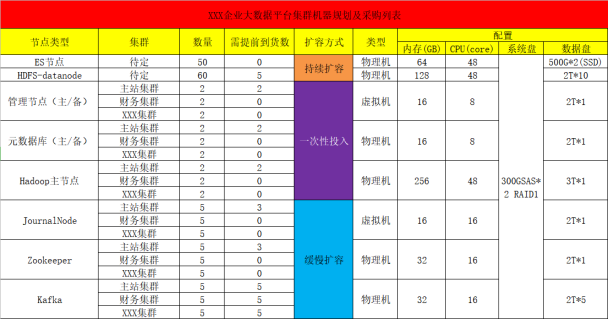 XXX企业大数据平台集群机器规划及采购列表
节点类型 集群 数量 需提前到货数 扩容方式 类型 配置
内存(GB) CPU(core) 系统盘 数据盘
ES节点 待定 50 0 持续扩容 物理机 64 48 300GSAS*2 RAID1 500G*2(SSD)
HDFS-datanode 待定 60 5 物理机 128 48 2T*10
管理节点（主/备） 主站集群 2 2 一次性投入 虚拟机 16 8 2T*1
财务集群 2 0
XXX集群 2 0
元数据库（主/备） 主站集群 2 2 物理机 16 8 2T*1
财务集群 2 0
XXX集群 2 0
Hadoop主节点 主站集群 2 2 物理机 256 48 3T*1
财务集群 2 0
XXX集群 2 0
JournalNode 主站集群 5 3 缓慢扩容 虚拟机 16 16 2T*1
财务集群 5 0
XXX集群 5 0
Zookeeper 主站集群 5 3 物理机 32 16 2T*1
财务集群 5 0
XXX集群 5 0
Kafka 主站集群 5 5 物理机 32 16 2T*5
财务集群 5 0
XXX集群 5 5